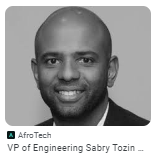 AfroTech
VP of Engineering Sabry Tozin ...